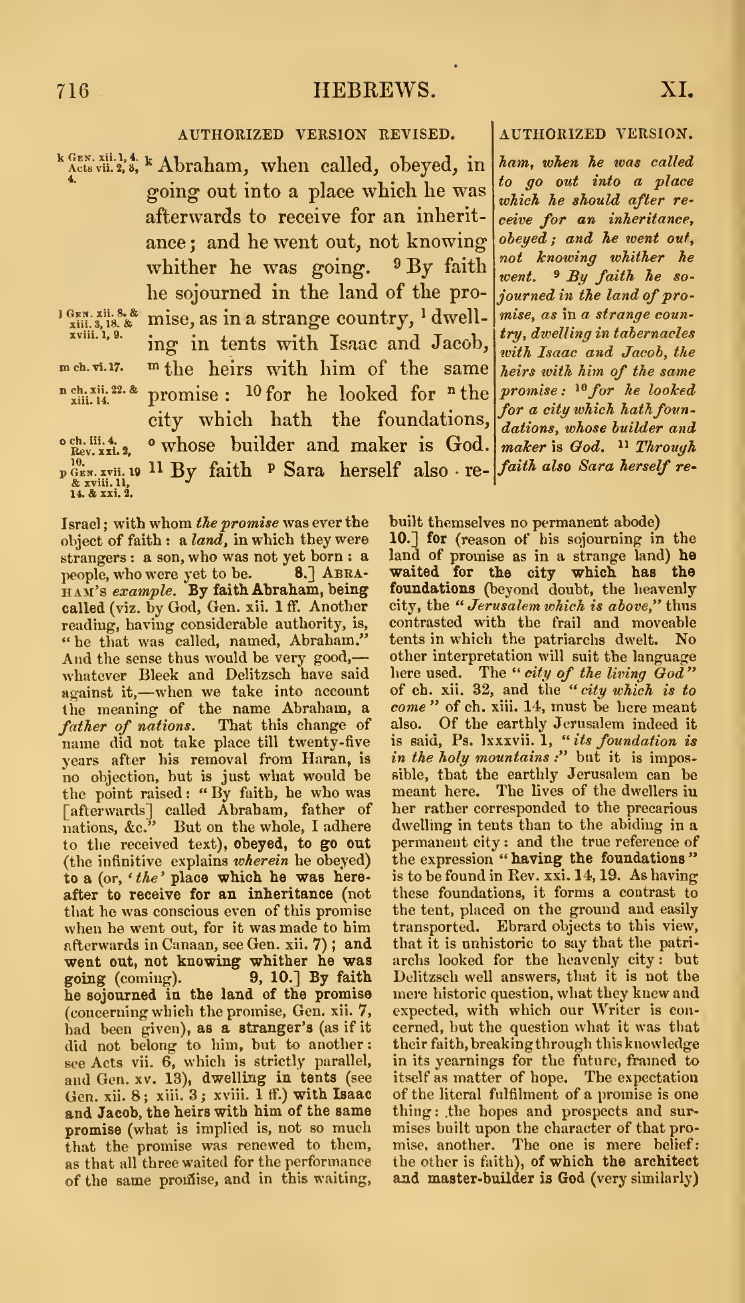 716
HEBREWS.
XI.
AUTHORIZED VERSION REVISED.
k GEN. xii. 1, 4.
Acts vii. 2, 3,
4.
k Abraham, when called, obeyed, in
going out into a place which he was
afterwards to receive for an inherit-
ance; and he went out, not knowing
whither he was going. 9 By faith
he sojourned in the land of the pro-
l GEN. xii. 8. &
xiii. 3, 18. &
xviii. 1, 9.
mise, as in a strange country, l dwell-
ing in tents with Isaac and Jacob,
m ch. vi. 17.
m the heirs with him of the same
n ch. xii. 22. &
xiii. 14.
promise : 10 for he looked for n the
city which hath the foundations,
o ch. iii. 4.
Rev. xxi. 2,
10.
o whose builder and maker is God.
p GEN. xvii. 19
& xviii. 11,
14. & xxi. 2.
11 By faith p Sara herself also re-
AUTHORIZED VERSION.
ham, when he was called
to go out into a place
which he should after re-
ceive for an inheritance,
obeyed; and he went out,
not knowing whither he
went. 9 By faith he so-
journed in the land of pro-
mise, as in a strange coun-
try, dwelling in tabernacles
with Isaac and Jacob, the
heirs with him of the same
promise: 10 for he looked
for a city which hath foun-
dations, whose builder and
maker is God. 11 Through
faith also Sara herself re-
Israel; with whom the promise was ever the
object of faith : a land, in which they were
strangers : a son, who was not yet born : a
people, who were yet to be. 8.] ABRA-
HAM'S example. By faith Abraham, being
called (viz. by God, Gen. xii. 1 ff. Another
reading, having considerable authority, is,
“he that was called, named, Abraham.”
And the sense thus would be very good,—
whatever Bleek and Delitzsch have said
against it,—when we take into account
the meaning of the name Abraham, a
father of nations. That this change of
name did not take place till twenty-five
years after his removal from Haran, is
no objection, but is just what would be
the point raised: “By faith, he who was
[afterwards] called Abraham, father of
nations, &c.” But on the whole, I adhere
to the received text), obeyed, to go out
(the infinitive explains wherein he obeyed)
to a (or, ‘the’ place which he was here-
after to receive for an inheritance (not
that he was conscious even of this promise
when he went out, for it was made to him
afterwards in Canaan, see Gen. xii. 7) ; and
went out, not knowing whither he was
going (coming). 9, 10.] By faith
he sojourned in the land of the promise
(concerning which the promise, Gen. xii. 7,
had been given), as a stranger's (as if it
did not belong to him, but to another :
see Acts vii. 6, which is strictly parallel,
and Gen. xv. 13), dwelling in tents (see
Gen. xii. 8 ; xiii. 3 ; xviii. 1 ff.) with Isaac
and Jacob, the heirs with him of the same
promise (what is implied is, not so much
that the promise was renewed to them,
as that all three waited for the performance
of the same promise, and in this waiting,
built themselves no permanent abode)
10.] for (reason of his sojourning in the
land of promise as in a strange land) he
waited for the city which has the
foundations (beyond doubt, the heavenly
city, the “Jerusalem which is above,” thus
contrasted with the frail and moveable
tents in which the patriarchs dwelt. No
other interpretation will suit the language
here used. The “city of the living God”
of ch. xii. 32, and the “city which is to
come” of ch. xiii. 14, must be here meant
also. Of the earthly Jerusalem indeed it
is said, Ps. lxxxvii. 1, “its foundation is
in the holy mountains :” but it is impos-
sible, that the earthly Jerusalem can be
meant here. The lives of the dwellers in
her rather corresponded to the precarious
dwelling in tents than to the abiding in a
permanent city : and the true reference of
the expression “having the foundations”
is to be found in Rev. xxi. 14, 19. As having
these foundations, it forms a contrast to
the tent, placed on the ground and easily
transported. Ebrard objects to this view,
that it is unhistoric to say that the patri-
archs looked for the heavenly city : but
Delitzsch well answers, that it is not the
mere historic question, what they knew and
expected, with which our Writer is con-
cerned, but the question what it was that
their faith, breaking through this knowledge
in its yearnings for the future, framed to
itself as matter of hope. The expectation
of the literal fulfilment of a promise is one
thing: the hopes and prospects and sur-
mises built upon the character of that pro-
mise, another. The one is mere belief:
the other is faith), of which the architect
and master-builder is God (very similarly)